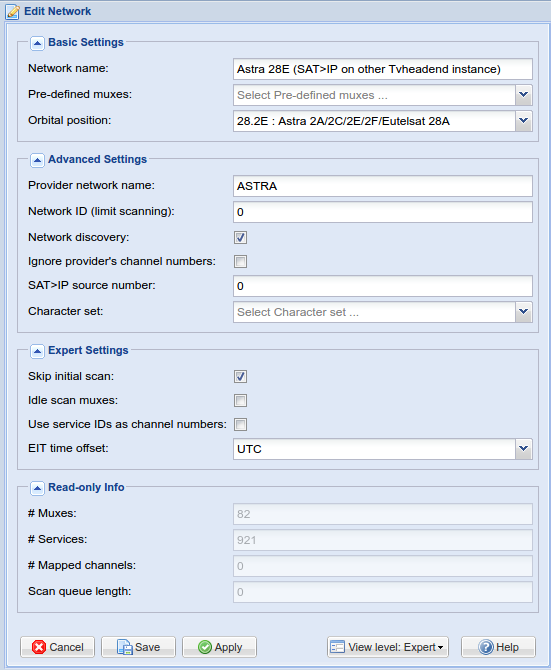 Edit Network
Basic Settings
Network name: Astra 28E (SAT>IP on other Tvheadend instance)
Pre-defined muxes: Select Pre-defined muxes ...
Orbital position: 28.2E : Astra 2A/2C/2E/2F/Eutelsat 28A
Advanced Settings
Provider network name: ASTRA
Network ID (limit scanning): 0
Network discovery:
Ignore provider's channel numbers:
SAT>IP source number: 0
Character set: Select Character set ...
Expert Settings
Skip initial scan:
Idle scan muxes:
Use service IDs as channel numbers:
EIT time offset: UTC
Read-only Info
# Muxes: 82
# Services: 921
# Mapped channels: 0
Scan queue length: 0
Cancel Save Apply View level: Expert Help